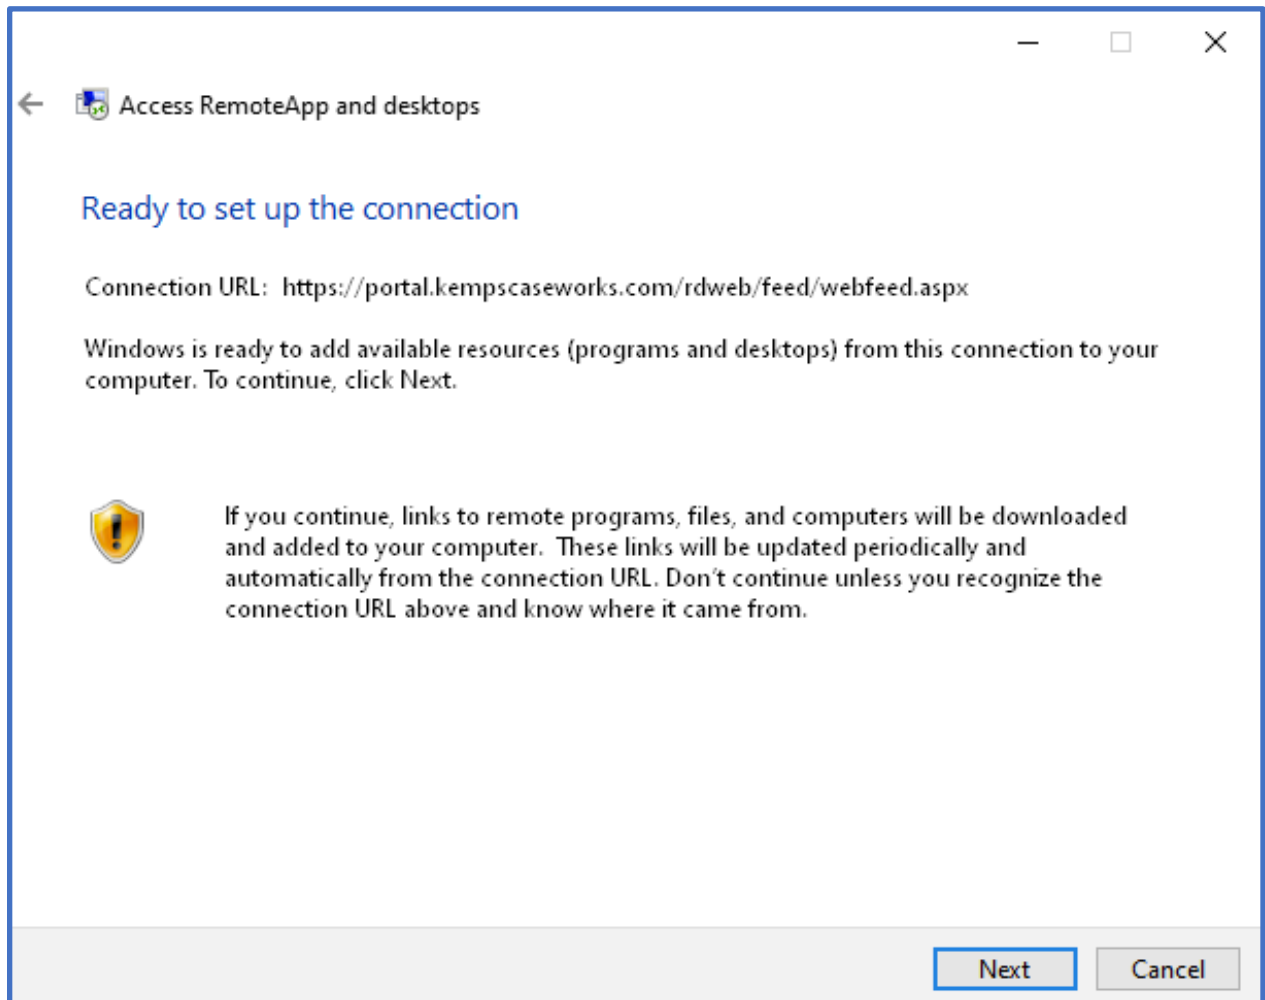 Access RemoteApp and desktops
Ready to set up the connection
Connection URL:  https://portal.kempscaseworks.com/rdweb/feed/webfeed.aspx
Windows is ready to add available resources (programs and desktops) from this connection to your
computer. To continue, click Next.
If you continue, links to remote programs, files, and computers will be downloaded
and added to your computer.  These links will be updated periodically and
automatically from the connection URL. Don't continue unless you recognize the
connection URL above and know where it came from.
Next
Cancel